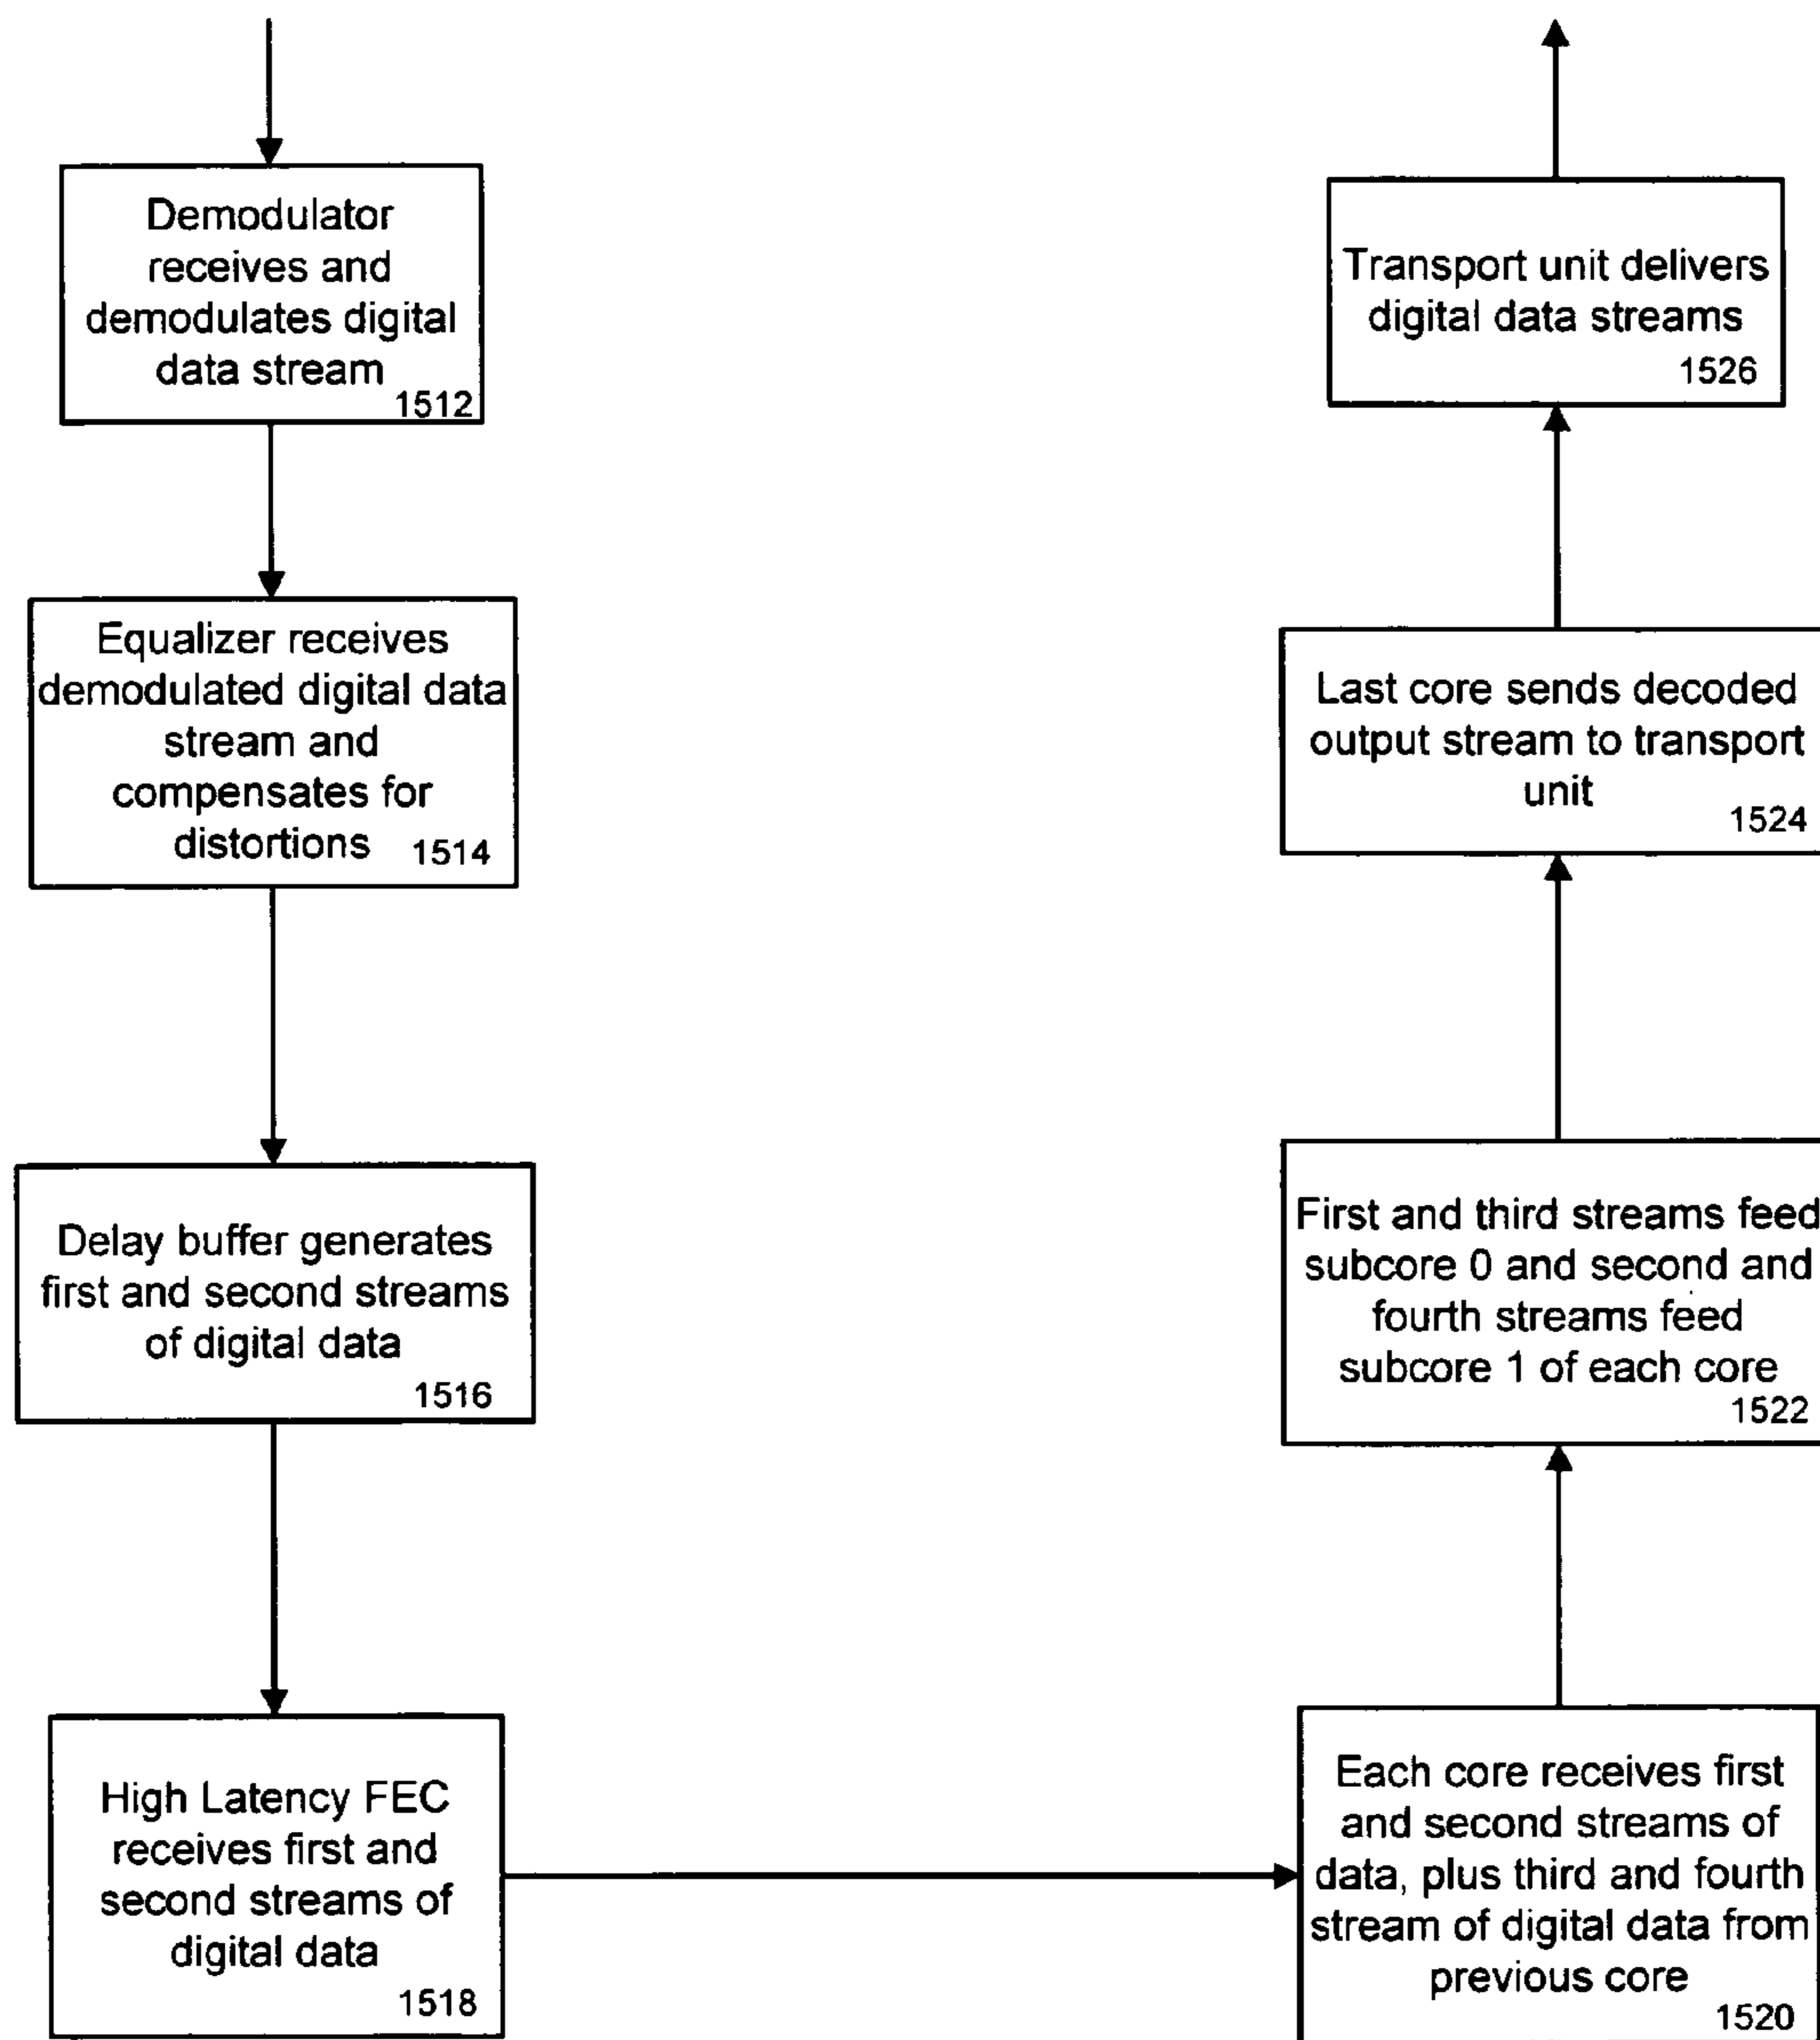 Demodulator
receives and
demodulates digital
data stream
1512
Equalizer receives
demodulated digital data
stream and
compensates for
distortions 1514
Delay buffer generates
first and second streams
of digital data
1516
High Latency FEC
receives first and
second streams of
digital data
1518
Each core receives first
and second streams of
data, plus third and fourth
stream of digital data from
previous core
1520
First and third streams feed
subcore 0 and second and
fourth streams feed
subcore 1 of each core
1522
Last core sends decoded
output stream to transport
unit
1524
Transport unit delivers
digital data streams
1526